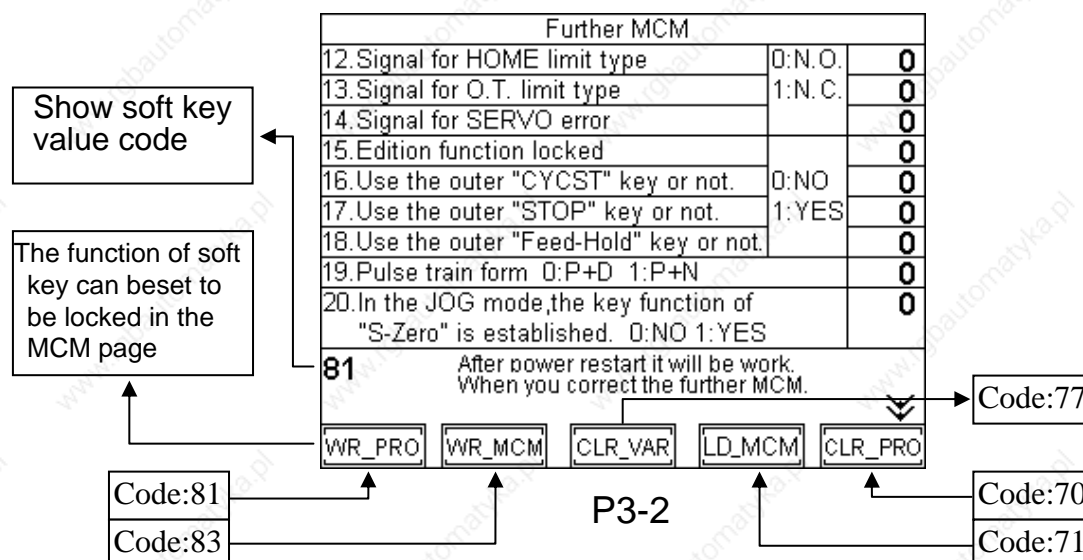 Further MCM
12.Signal for HOME limit type 0:N.O. 0
13.Signal for O.T. limit type 1:N.C. 0
14.Signal for SERVO error 0
15.Edition function locked 0
16.Use the outer "CYCST" key or not. 0:NO 0
17.Use the outer "STOP" key or not. 1:YES 0
18.Use the outer "Feed-Hold" key or not. 0
19.Pulse train form 0:P+D 1:P+N 0
20.In the JOG mode,the key function of 0
"S-Zero" is established. 0:NO 1:YES
81 After power restart it will be work.
When you correct the further MCM.
WR_PRO WR_MCM CLR_VAR LD_MCM CLR_PRO
Show soft key
value code
The function of soft
key can beset to
be locked in the
MCM page
Code:77
Code:81
Code:83
P3-2
Code:70
Code:71
www.rgbautomatyka.pl